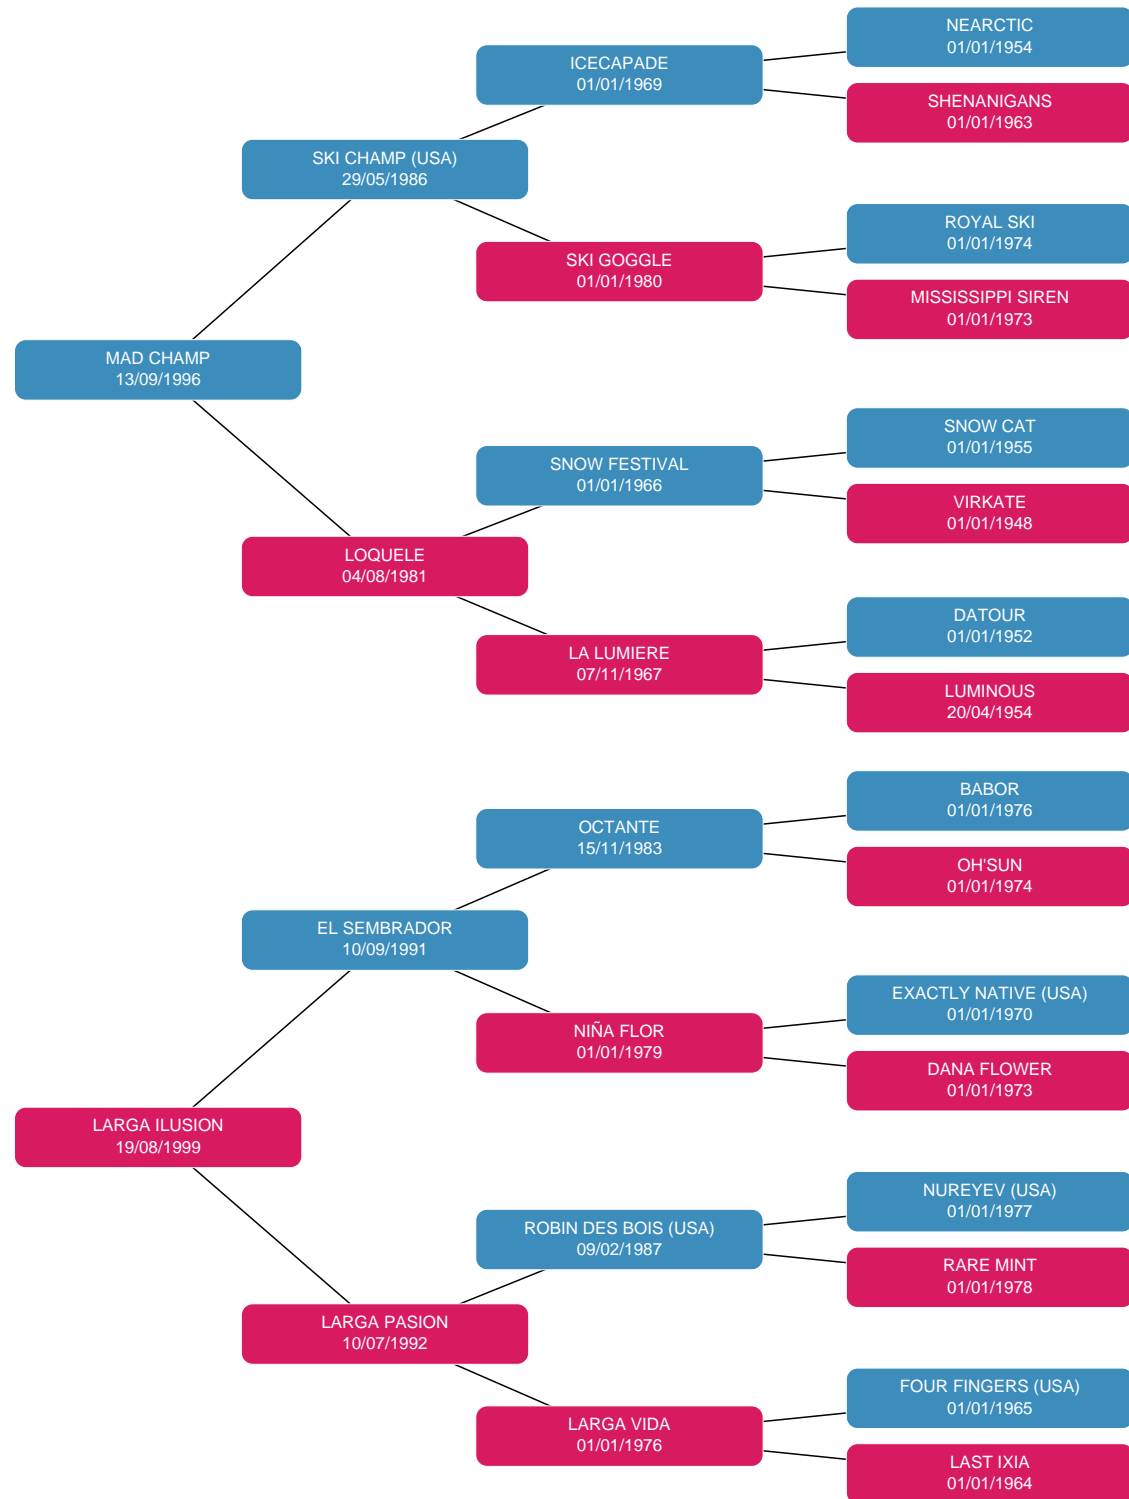 NEARCTIC
01/01/1954
ICECAPADE
01/01/1969
SHENANIGANS
01/01/1963
SKI CHAMP (USA)
29/05/1986
ROYAL SKI
01/01/1974
SKI GOGGLE
01/01/1980
MISSISSIPPI SIREN
01/01/1973
MAD CHAMP
13/09/1996
SNOW CAT
01/01/1955
SNOW FESTIVAL
01/01/1966
VIRKATE
01/01/1948
LOQUELE
04/08/1981
DATOUR
01/01/1952
LA LUMIERE
07/11/1967
LUMINOUS
20/04/1954
BABOR
01/01/1976
OCTANTE
15/11/1983
OH'SUN
01/01/1974
EL SEMBRADOR
10/09/1991
EXACTLY NATIVE (USA)
01/01/1970
NIÑA FLOR
01/01/1979
DANA FLOWER
01/01/1973
LARGA ILUSION
19/08/1999
NUREYEV (USA)
01/01/1977
ROBIN DES BOIS (USA)
09/02/1987
RARE MINT
01/01/1978
LARGA PASION
10/07/1992
FOUR FINGERS (USA)
01/01/1965
LARGA VIDA
01/01/1976
LAST IXIA
01/01/1964